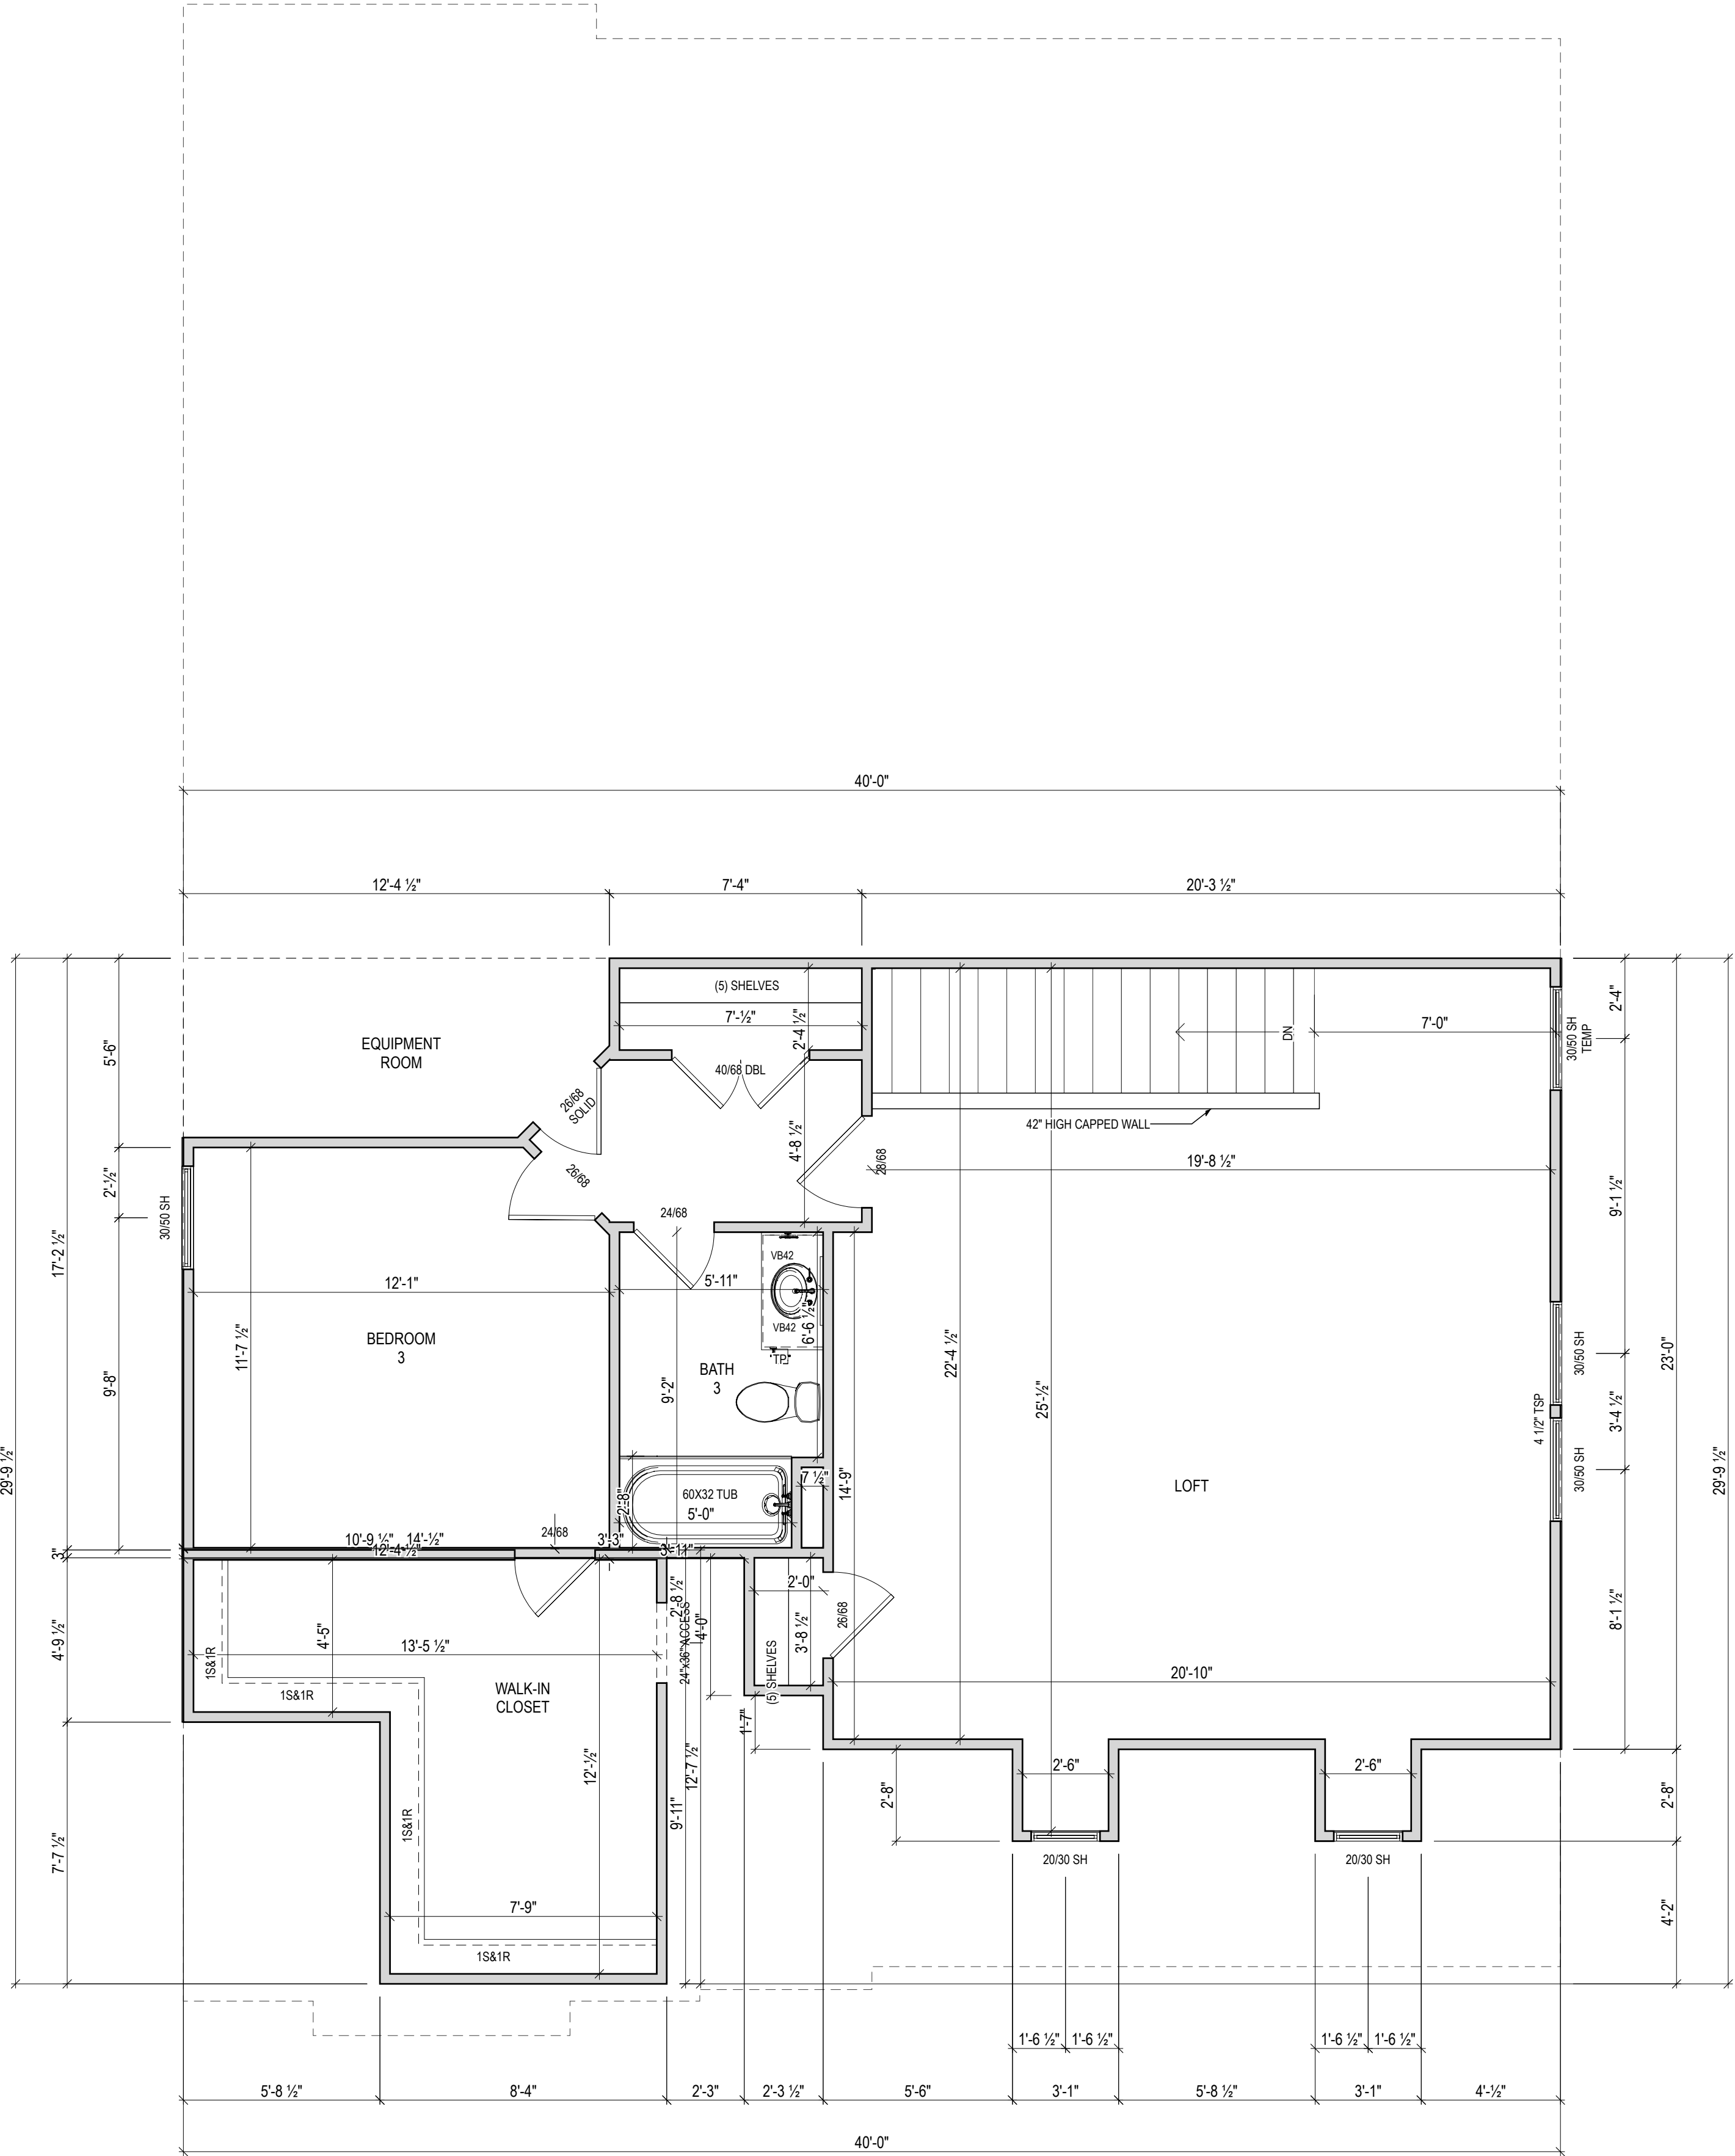 40'-0"
12'-4 ½"
7'-4"
20'-3 ½"
(5) SHELVES
7'-½"
2'-4 ½"
EQUIPMENT
ROOM
40/68 DBL
26/68
SOLID
DN
7'-0"
30/50 SH
TEMP
2'-4"
5'-6"
42" HIGH CAPPED WALL
4'-8 ½"
28/68
19'-8 ½"
26/68
2'-½"
30/50 SH
24/68
9'-1 ½"
17'-2 ½"
VB42
5'-11"
12'-1"
VB42
6'-6 ½"
TP
BEDROOM
3
11'-7 ½"
BATH
3
9'-2"
22'-4 ½"
25'-½"
30/50 SH
23'-0"
9'-8"
3'-4 ½"
4 1/2" TSP
30/50 SH
29'-9 ½"
29'-9 ½"
LOFT
7 ½"
14'-9"
60X32 TUB
5'-0"
2'-8"
24/68
10'-9 ½"
14'-½"
12'-4 ½"
3'-3"
3'-11"
3"
2'-0"
2'-8 ½"
24"x36" ACCESS
4'-0"
26/68
3'-8 ½"
(5) SHELVES
8'-1 ½"
4'-9 ½"
4'-5"
13'-5 ½"
1S&1R
1S&1R
WALK-IN
CLOSET
20'-10"
1'-7"
12'-½"
12'-7 ½"
2'-6"
2'-6"
2'-8"
2'-8"
1S&1R
9'-11"
7'-7 ½"
20/30 SH
20/30 SH
7'-9"
4'-2"
1S&1R
1'-6 ½"
1'-6 ½"
1'-6 ½"
1'-6 ½"
5'-8 ½"
8'-4"
2'-3"
2'-3 ½"
5'-6"
3'-1"
5'-8 ½"
3'-1"
4'-½"
40'-0"